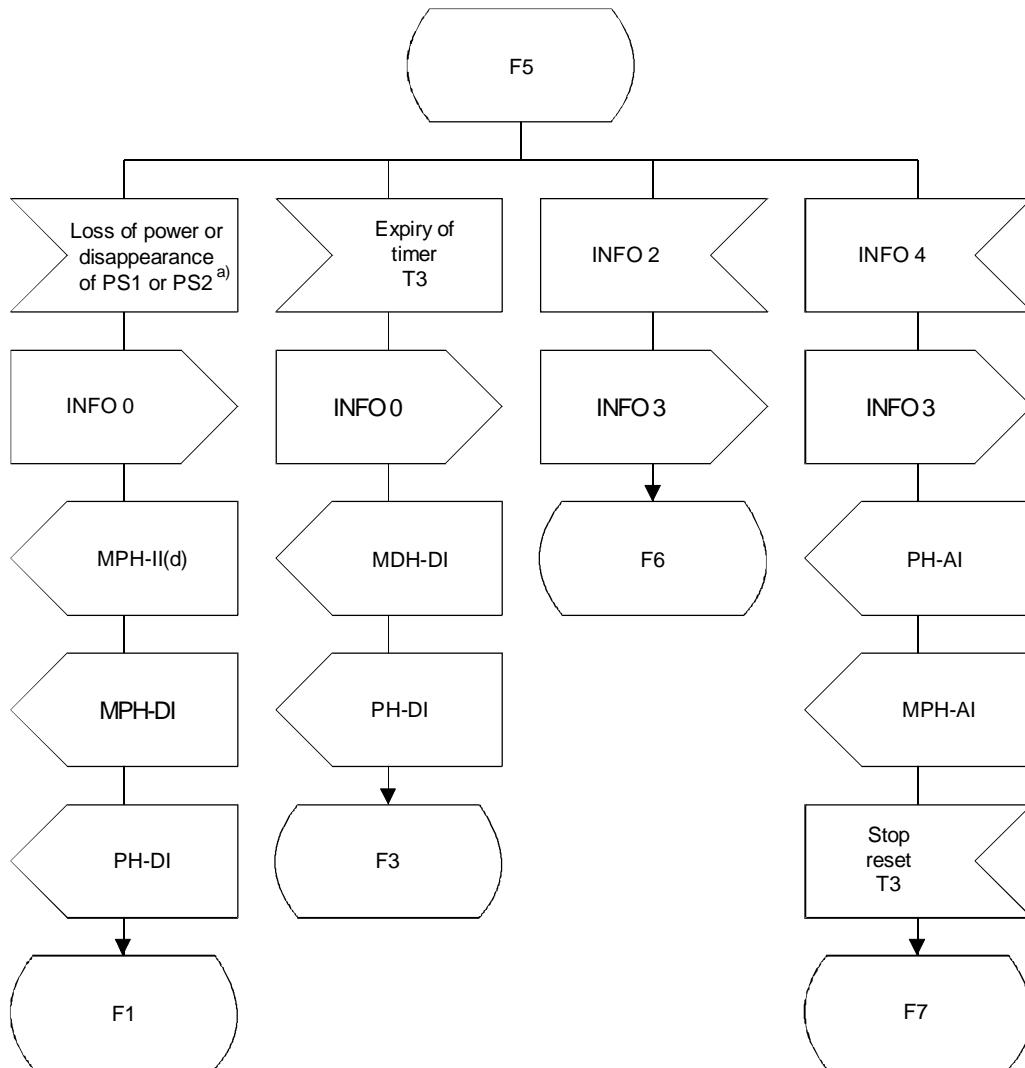 F5
Loss of power or
disappearance
of PS1 or PS2 a)
Expiry of
timer
T3
INFO 2
INFO 4
INFO 0
INFO 0
INFO 3
INFO 3
MPH-II(d)
MDH-DI
F6
PH-AI
MPH-DI
PH-DI
MPH-AI
PH-DI
F3
Stop
reset
T3
F1
F7